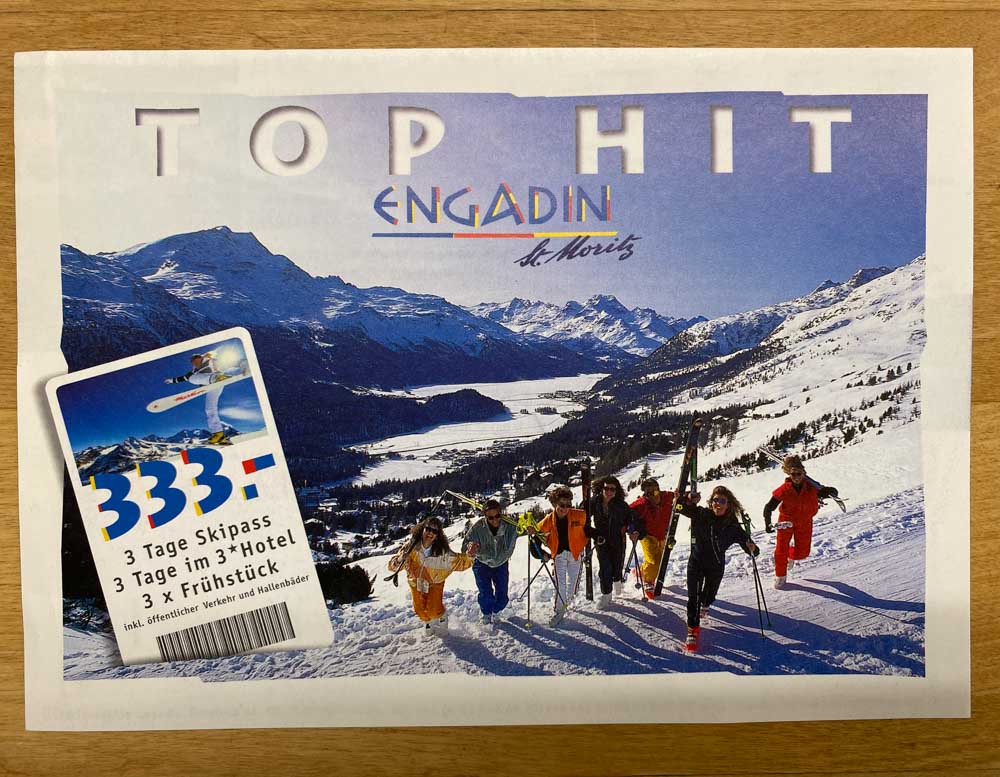 TOP HIT
ENGADIN
St. Moritz
333.-
3 Tage Skipass
3 Tage im 3*Hotel
3 x Frühstück
inkl. öffentlicher Verkehr und Hallenbäder